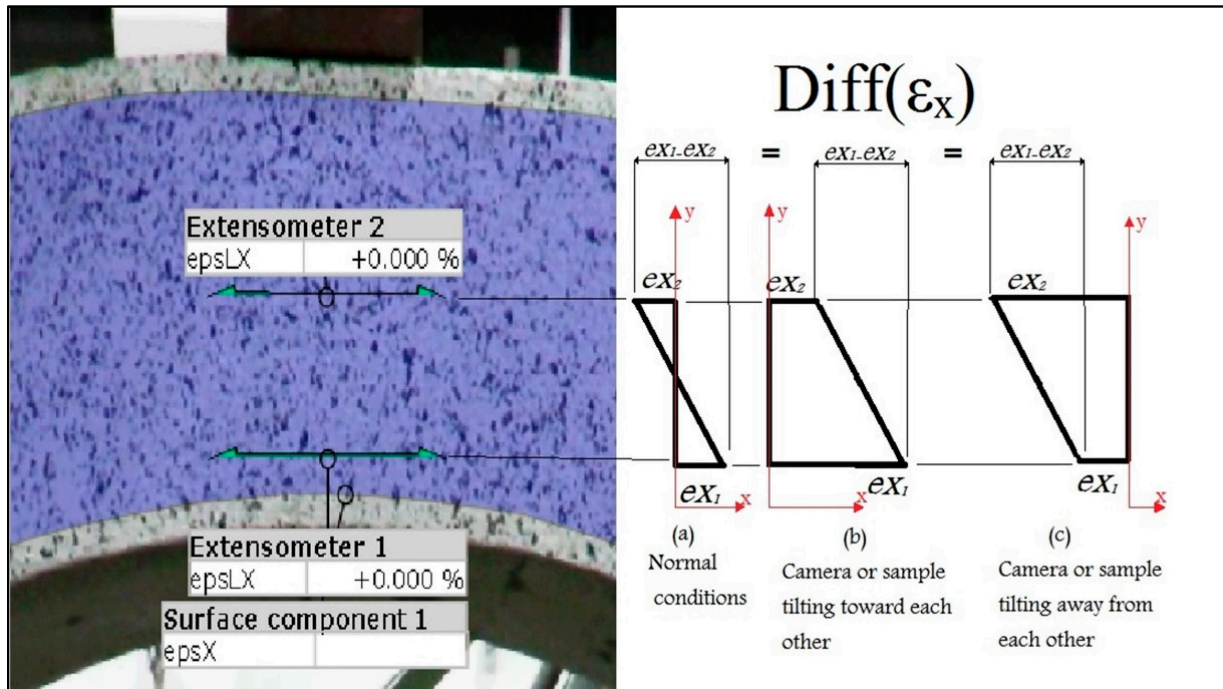 Extensometer 2
epsLX +0.000 %
Extensometer 1
epsLX +0.000 %
Surface component 1
epsX
Diff(εx)
ex₁-ex₂ = ex₁-ex₂ = ex₁-ex₂
y y y
ex₂ ex₂ ex₂
ex₁ ex₁ ex₁
x x x
(a) (b) (c)
Normal
conditions
Camera or sample
tilting toward each
other
Camera or sample
tilting away from
each other